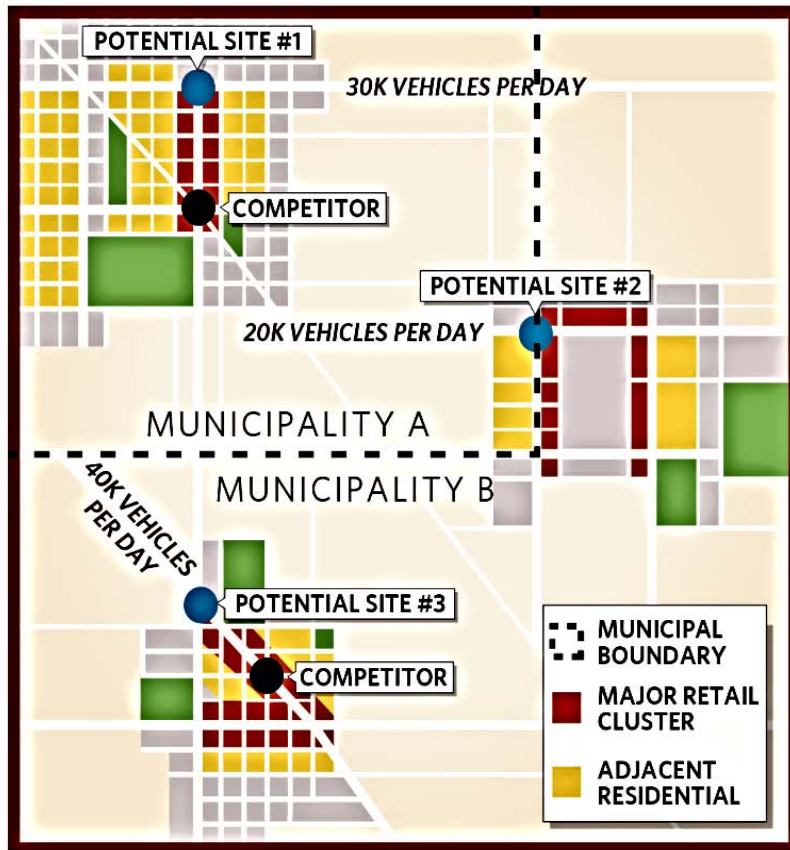 POTENTIAL SITE #1
30K VEHICLES PER DAY
COMPETITOR
POTENTIAL SITE #2
20K VEHICLES PER DAY
MUNICIPALITY A
MUNICIPALITY B
40K VEHICLES
PER DAY
POTENTIAL SITE #3
COMPETITOR
MUNICIPAL
BOUNDARY
MAJOR RETAIL
CLUSTER
ADJACENT
RESIDENTIAL